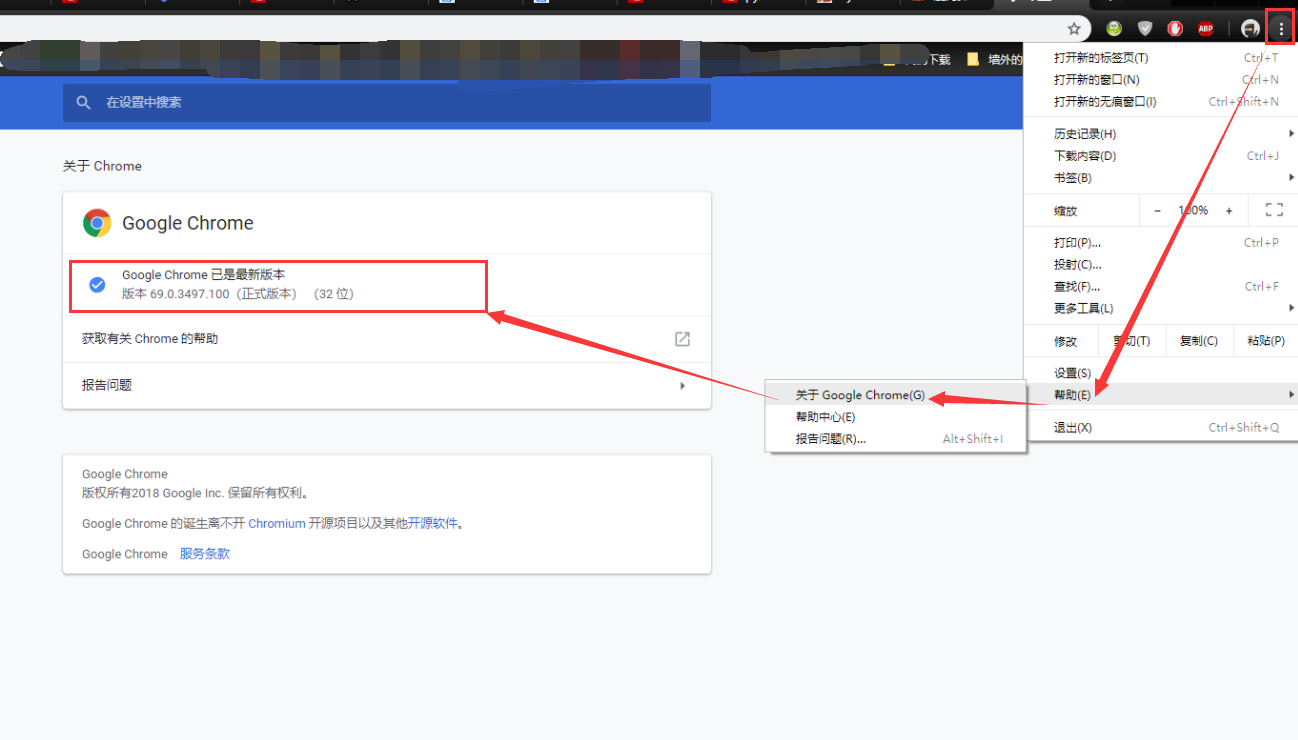 ABP
下载
墙外的
在设置中搜索
关于 Chrome
Google Chrome
Google Chrome 已是最新版本
版本 69.0.3497.100（正式版本） （32 位）
获取有关 Chrome 的帮助
报告问题
Google Chrome
版权所有2018 Google Inc. 保留所有权利。
Google Chrome 的诞生离不开 Chromium 开源项目以及其他开源软件。
Google Chrome 服务条款
打开新的标签页(T) Ctrl+T
打开新的窗口(N) Ctrl+N
打开新的无痕窗口(I) Ctrl+Shift+N
历史记录(H)
下载内容(D) Ctrl+J
书签(B)
缩放 - 100% +
打印(P)... Ctrl+P
投射(C)...
查找(F)... Ctrl+F
更多工具(L)
修改 剪切(T) 复制(C) 粘贴(P)
设置(S)
帮助(E)
退出(X) Ctrl+Shift+Q
关于 Google Chrome(G)
帮助中心(E)
报告问题(R)... Alt+Shift+I